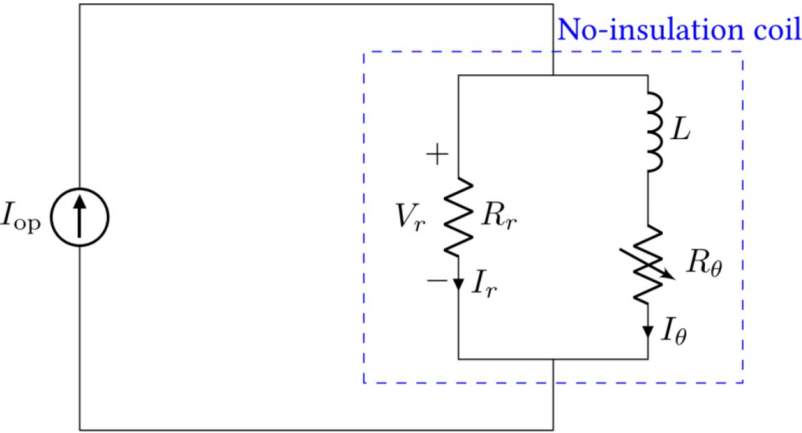 No-insulation coil
L
+
I_op
V_r
R_r
R_θ
−
I_r
I_θ